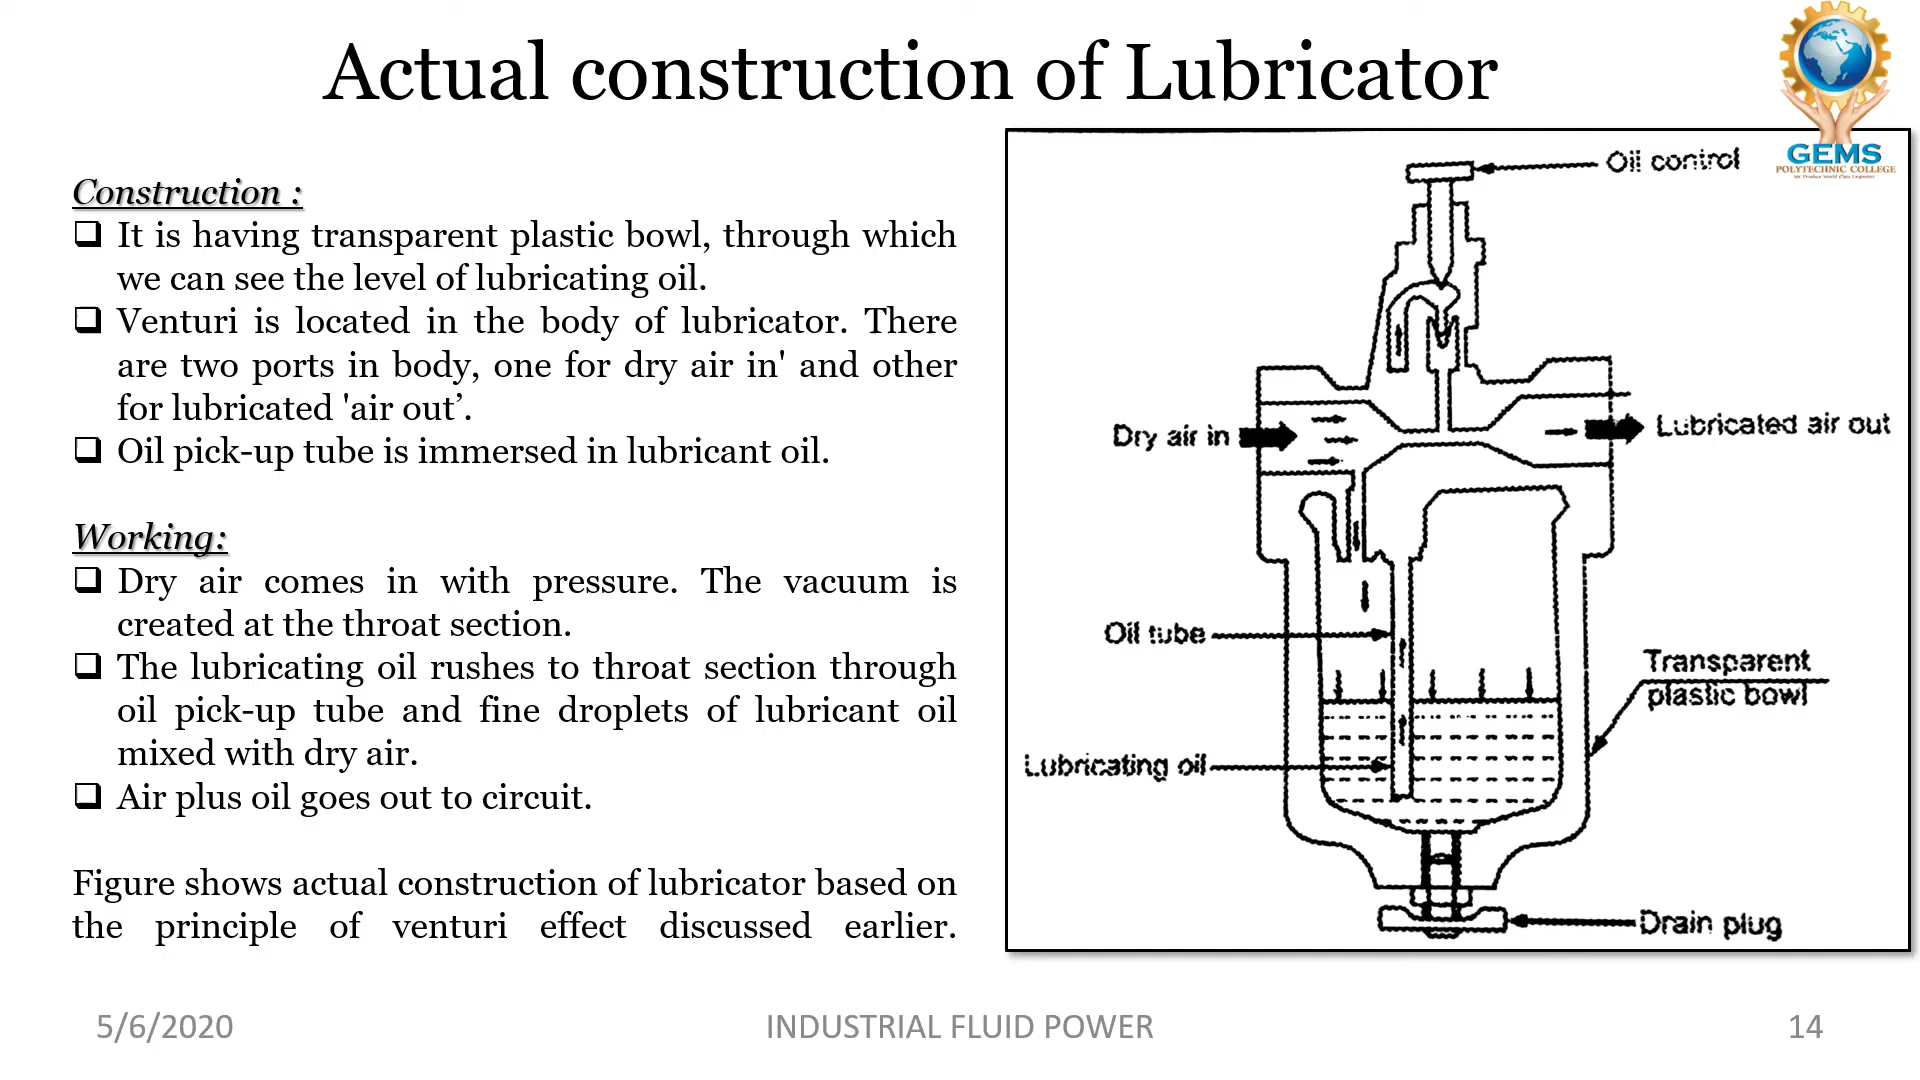 Actual construction of Lubricator
GEMS
POLYTECHNIC COLLEGE
We Produce World Class Engineers
Construction :
It is having transparent plastic bowl, through which
we can see the level of lubricating oil.
Venturi is located in the body of lubricator. There
are two ports in body, one for dry air in' and other
for lubricated 'air out’.
Oil pick-up tube is immersed in lubricant oil.
Working:
Dry air comes in with pressure. The vacuum is
created at the throat section.
The lubricating oil rushes to throat section through
oil pick-up tube and fine droplets of lubricant oil
mixed with dry air.
Air plus oil goes out to circuit.
Figure shows actual construction of lubricator based on
the principle of venturi effect discussed earlier.
Oil control
Dry air in
Lubricated air out
Oil tube
Transparent
plastic bowl
Lubricating oil
Drain plug
5/6/2020
INDUSTRIAL FLUID POWER
14